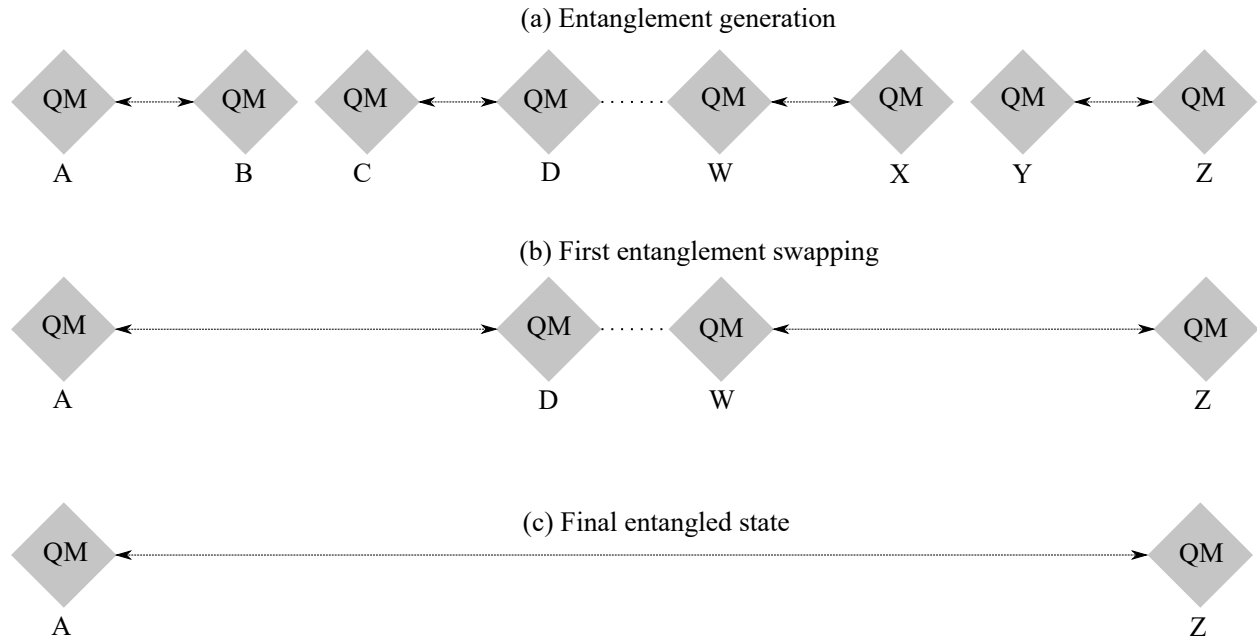 (a) Entanglement generation
QM QM QM QM QM QM QM QM
A B C D W X Y Z
(b) First entanglement swapping
QM QM QM QM
A D W Z
(c) Final entangled state
QM QM
A Z